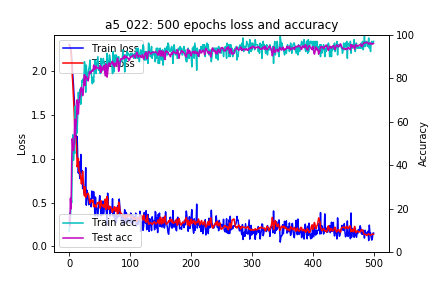 a5_022: 500 epochs loss and accuracy
Train loss
Test loss
Train acc
Test acc
Loss
Accuracy
2.0
1.5
1.0
0.5
0.0
100
80
60
40
20
0
0
100
200
300
400
500